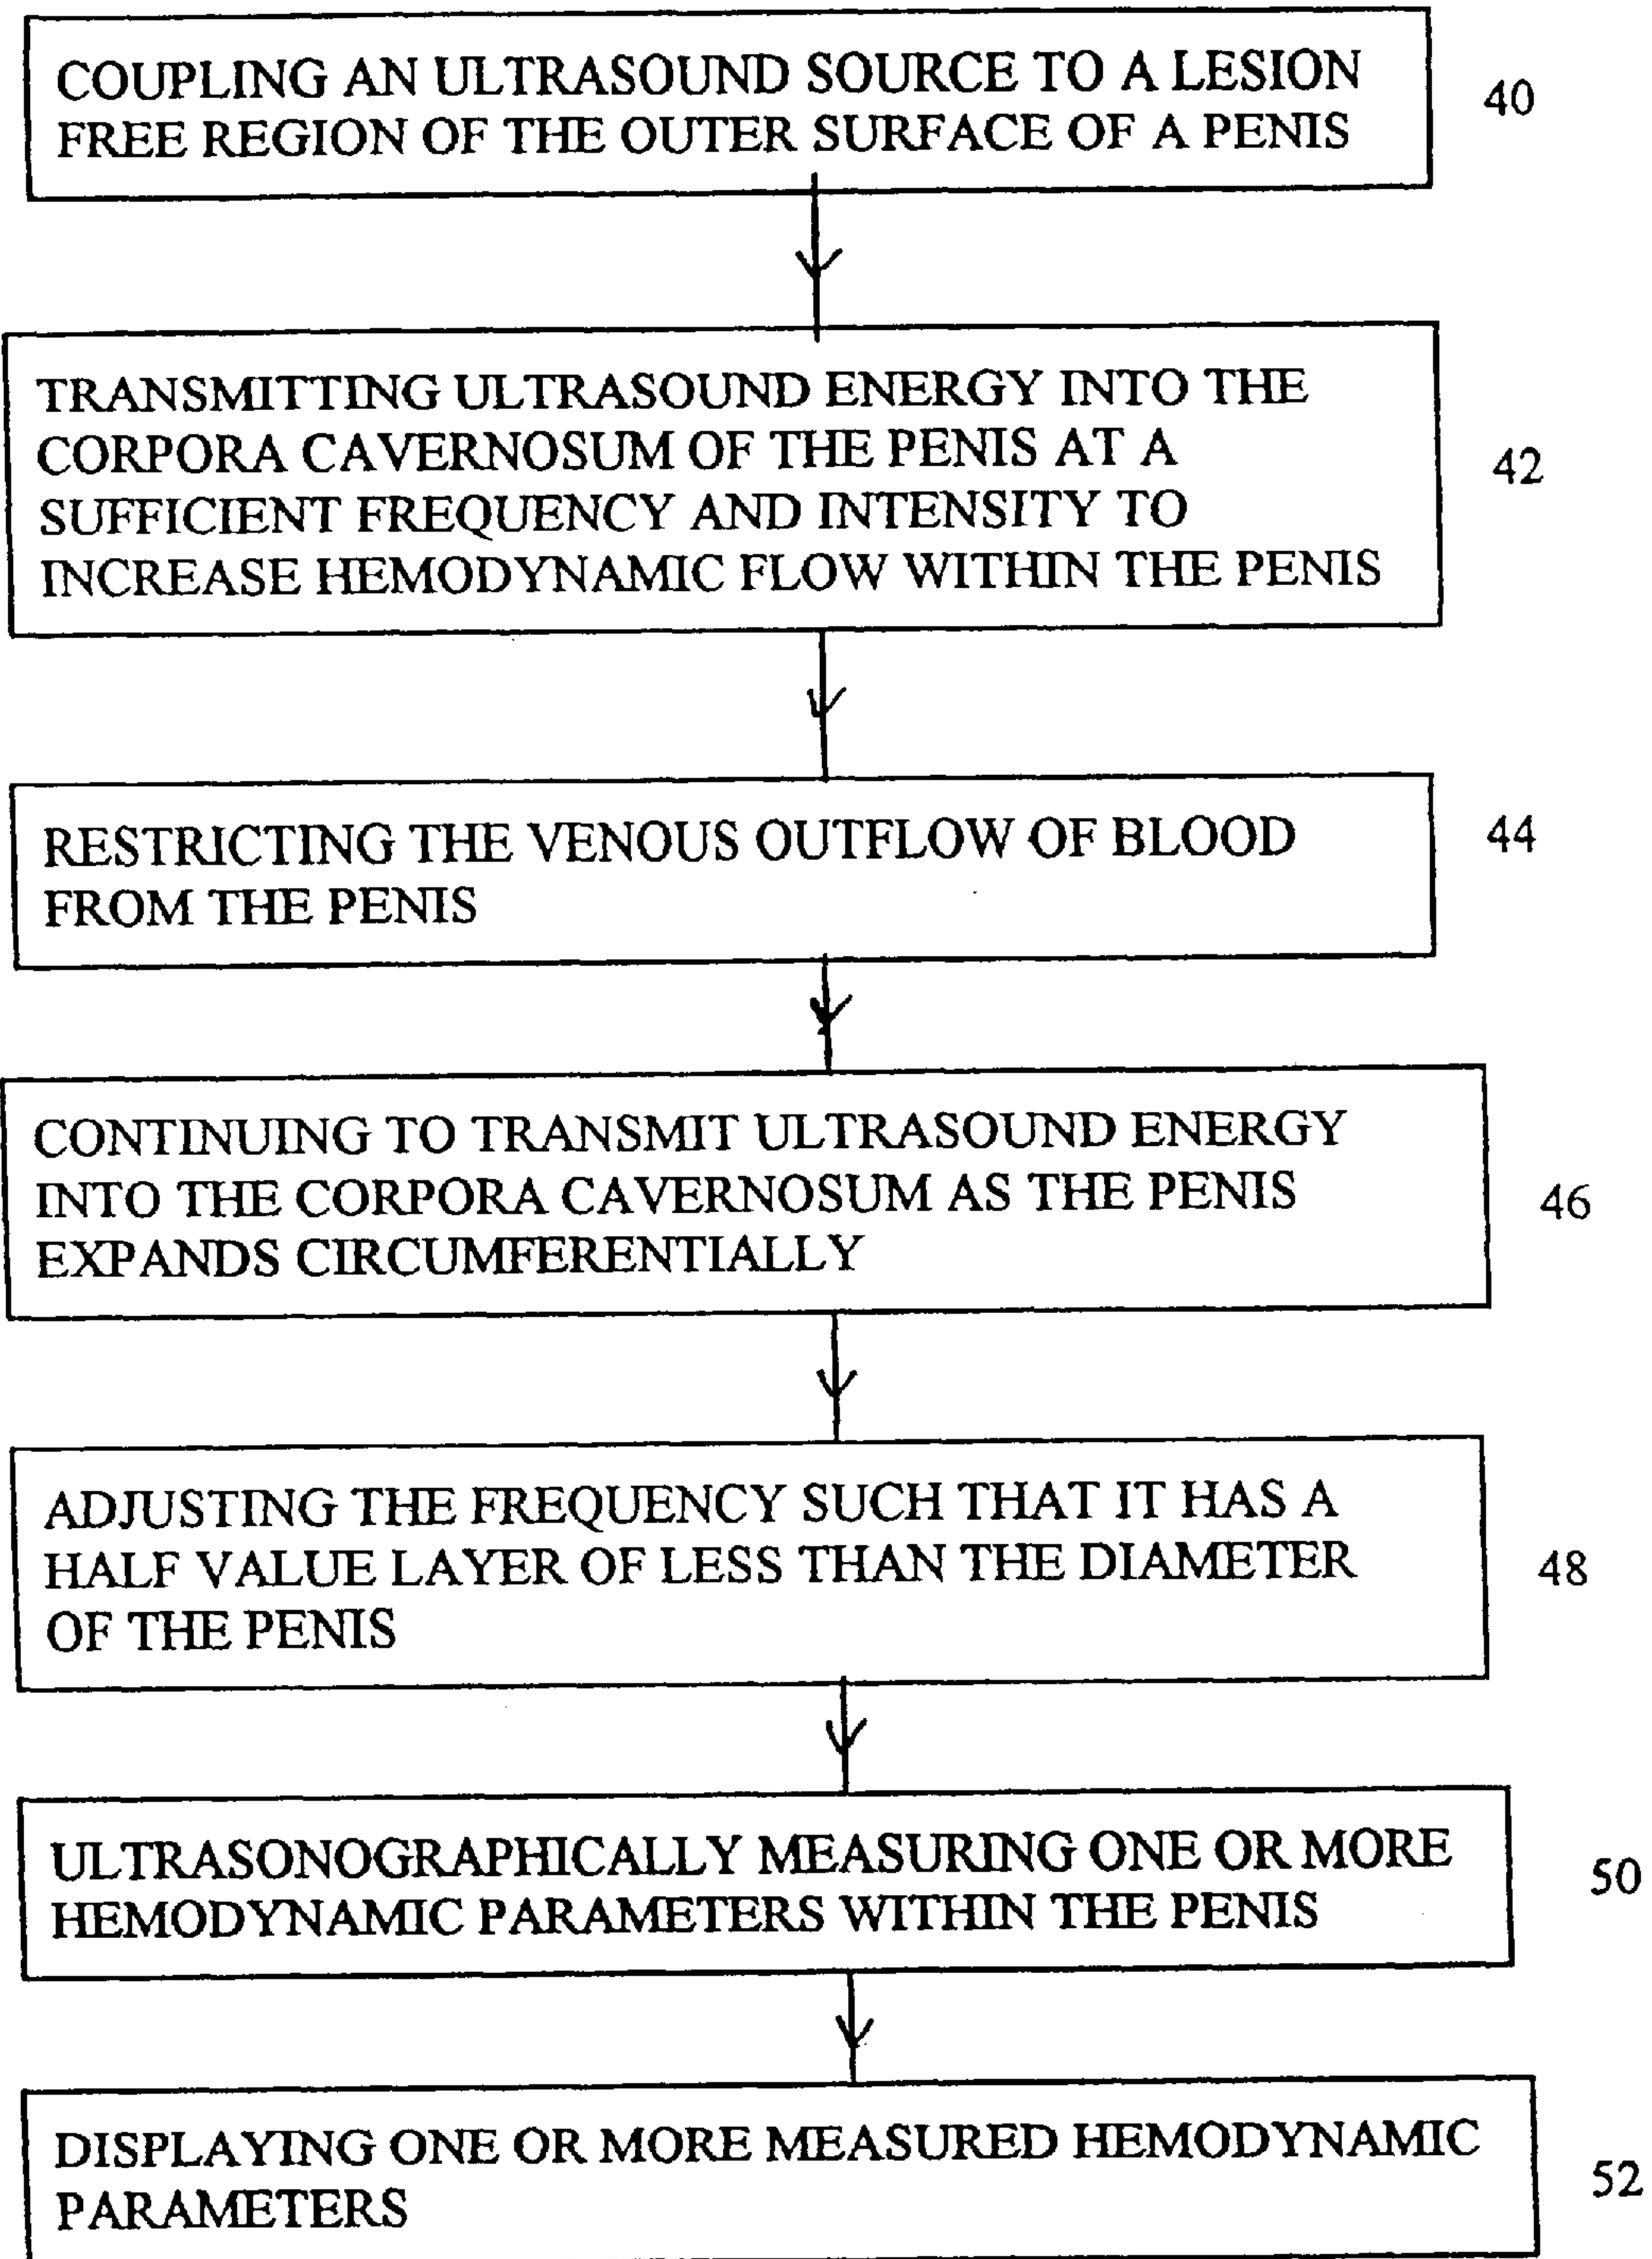 COUPLING AN ULTRASOUND SOURCE TO A LESION
FREE REGION OF THE OUTER SURFACE OF A PENIS
40
TRANSMITTING ULTRASOUND ENERGY INTO THE
CORPORA CAVERNOSUM OF THE PENIS AT A
SUFFICIENT FREQUENCY AND INTENSITY TO
INCREASE HEMODYNAMIC FLOW WITHIN THE PENIS
42
RESTRICTING THE VENOUS OUTFLOW OF BLOOD
FROM THE PENIS
44
CONTINUING TO TRANSMIT ULTRASOUND ENERGY
INTO THE CORPORA CAVERNOSUM AS THE PENIS
EXPANDS CIRCUMFERENTIALLY
46
ADJUSTING THE FREQUENCY SUCH THAT IT HAS A
HALF VALUE LAYER OF LESS THAN THE DIAMETER
OF THE PENIS
48
ULTRASONOGRAPHICALLY MEASURING ONE OR MORE
HEMODYNAMIC PARAMETERS WITHIN THE PENIS
50
DISPLAYING ONE OR MORE MEASURED HEMODYNAMIC
PARAMETERS
52